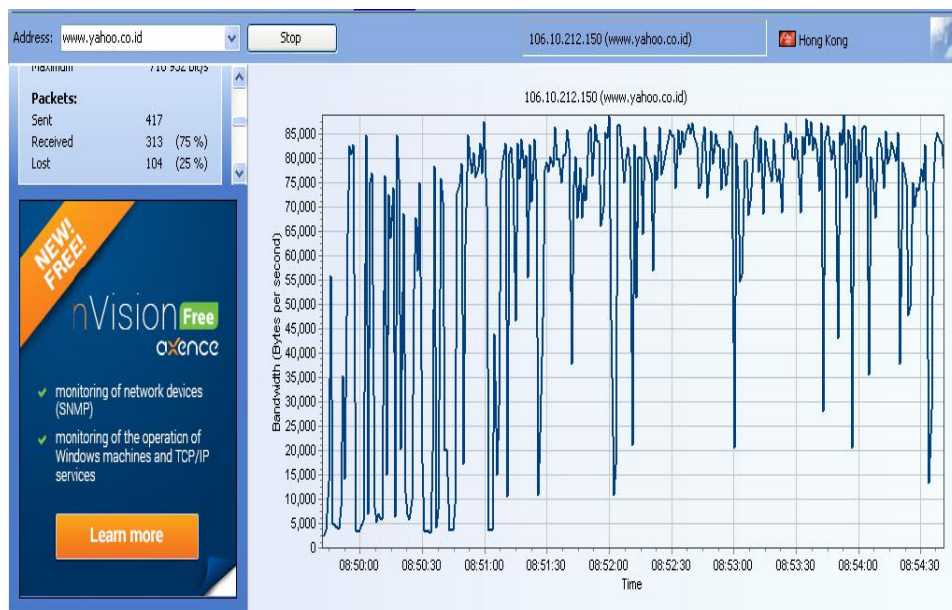 Address: www.yahoo.co.id Stop 106.10.212.150 (www.yahoo.co.id) Hong Kong
Maximum 710 952 bit/s
Packets:
Sent 417
Received 313 (75 %)
Lost 104 (25 %)
NEW!
FREE!
nVision Free
axence
monitoring of network devices
(SNMP)
monitoring of the operation of
Windows machines and TCP/IP
services
Learn more
106.10.212.150 (www.yahoo.co.id)
Bandwidth (Bytes per second)
85,000
80,000
75,000
70,000
65,000
60,000
55,000
50,000
45,000
40,000
35,000
30,000
25,000
20,000
15,000
10,000
5,000
0
08:50:00 08:50:30 08:51:00 08:51:30 08:52:00 08:52:30 08:53:00 08:53:30 08:54:00 08:54:30
Time